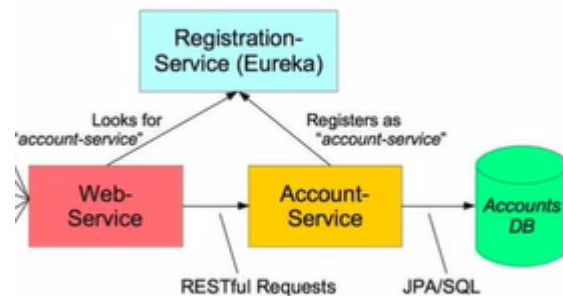 Registration-
Service (Eureka)
Looks for
"account-service"
Registers as
"account-service"
Web-
Service
Account-
Service
Accounts
DB
RESTful Requests
JPA/SQL